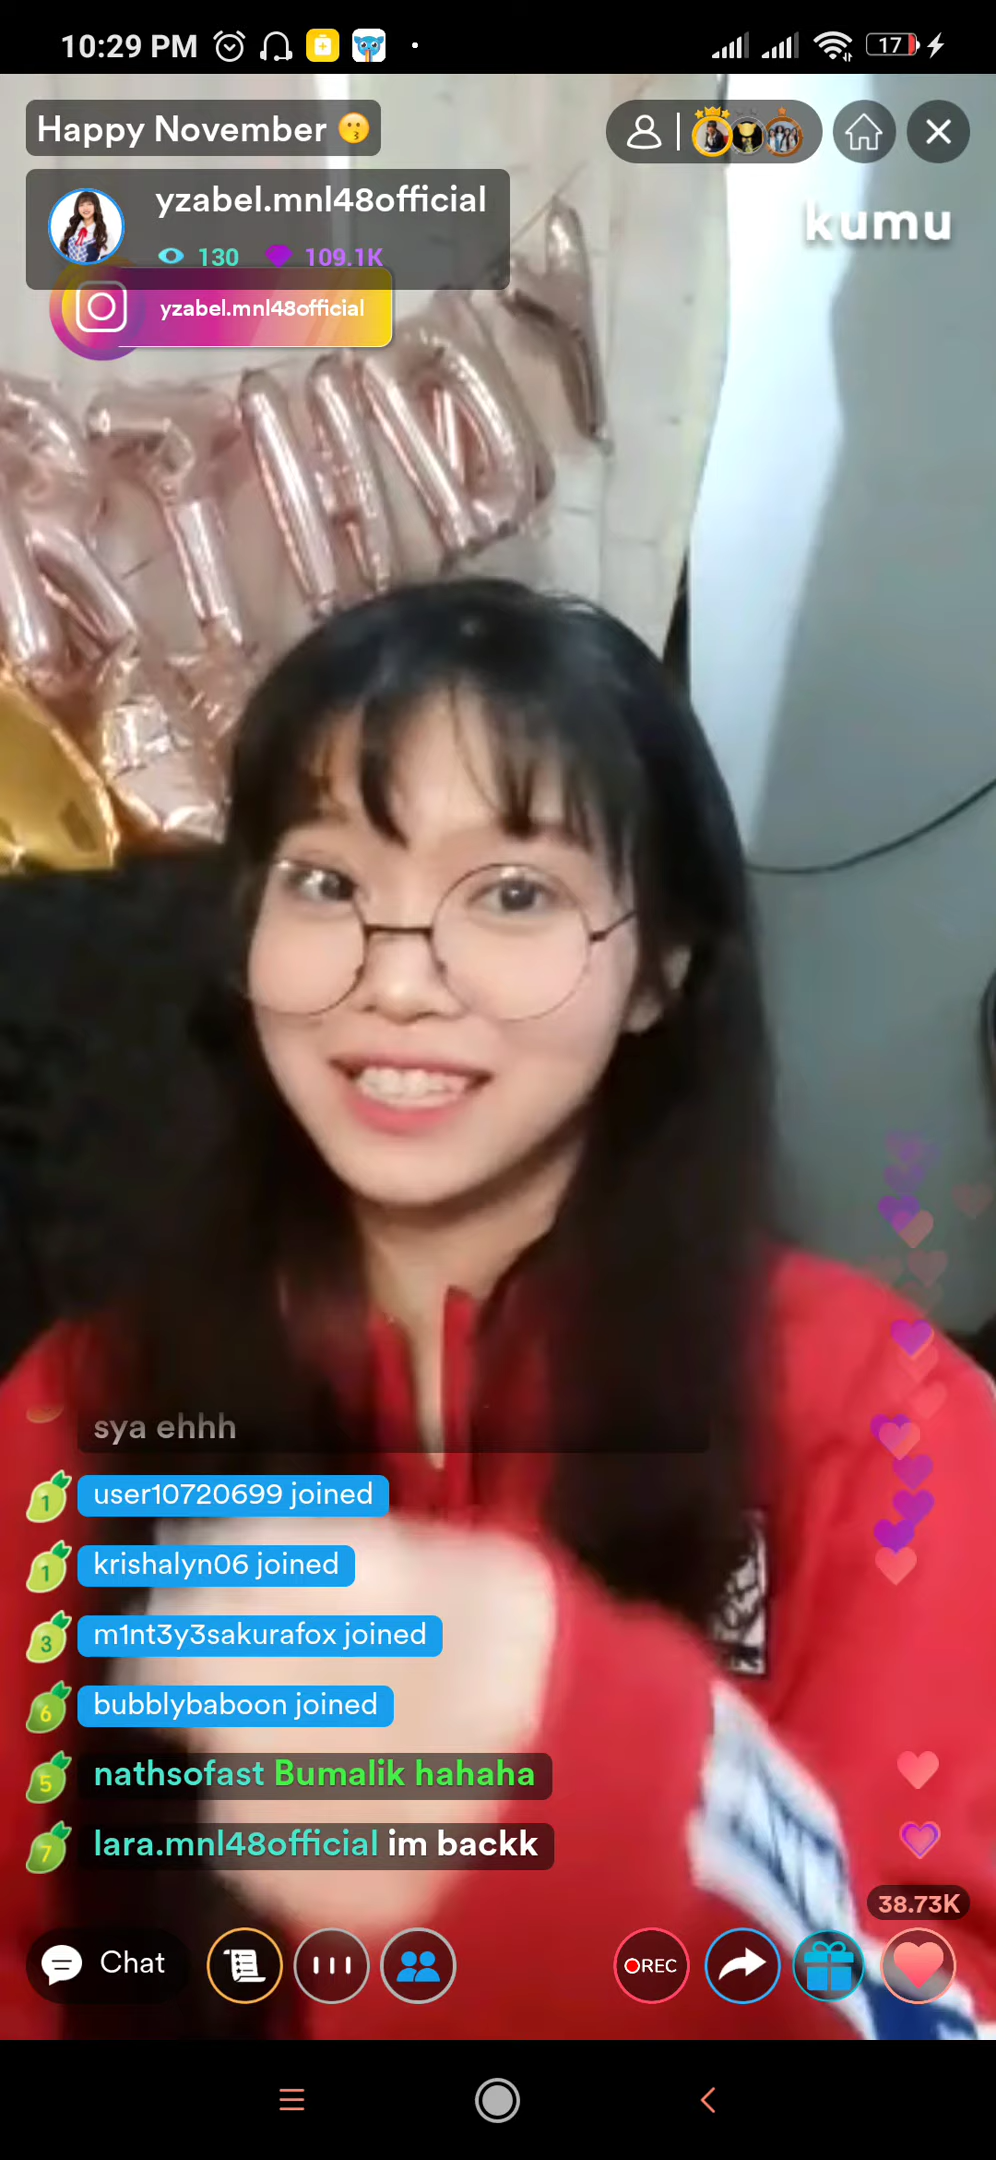 10:29 PM
17
Happy November 😗
yzabel.mnl48official
130 109.1K
kumu
yzabel.mnl48official
RTHD
sya ehhh
1 user10720699 joined
1 krishalyn06 joined
3 m1nt3y3sakurafox joined
6 bubblybaboon joined
5 nathsofast Bumalik hahaha
7 lara.mnl48official im backk
38.73K
Chat
REC